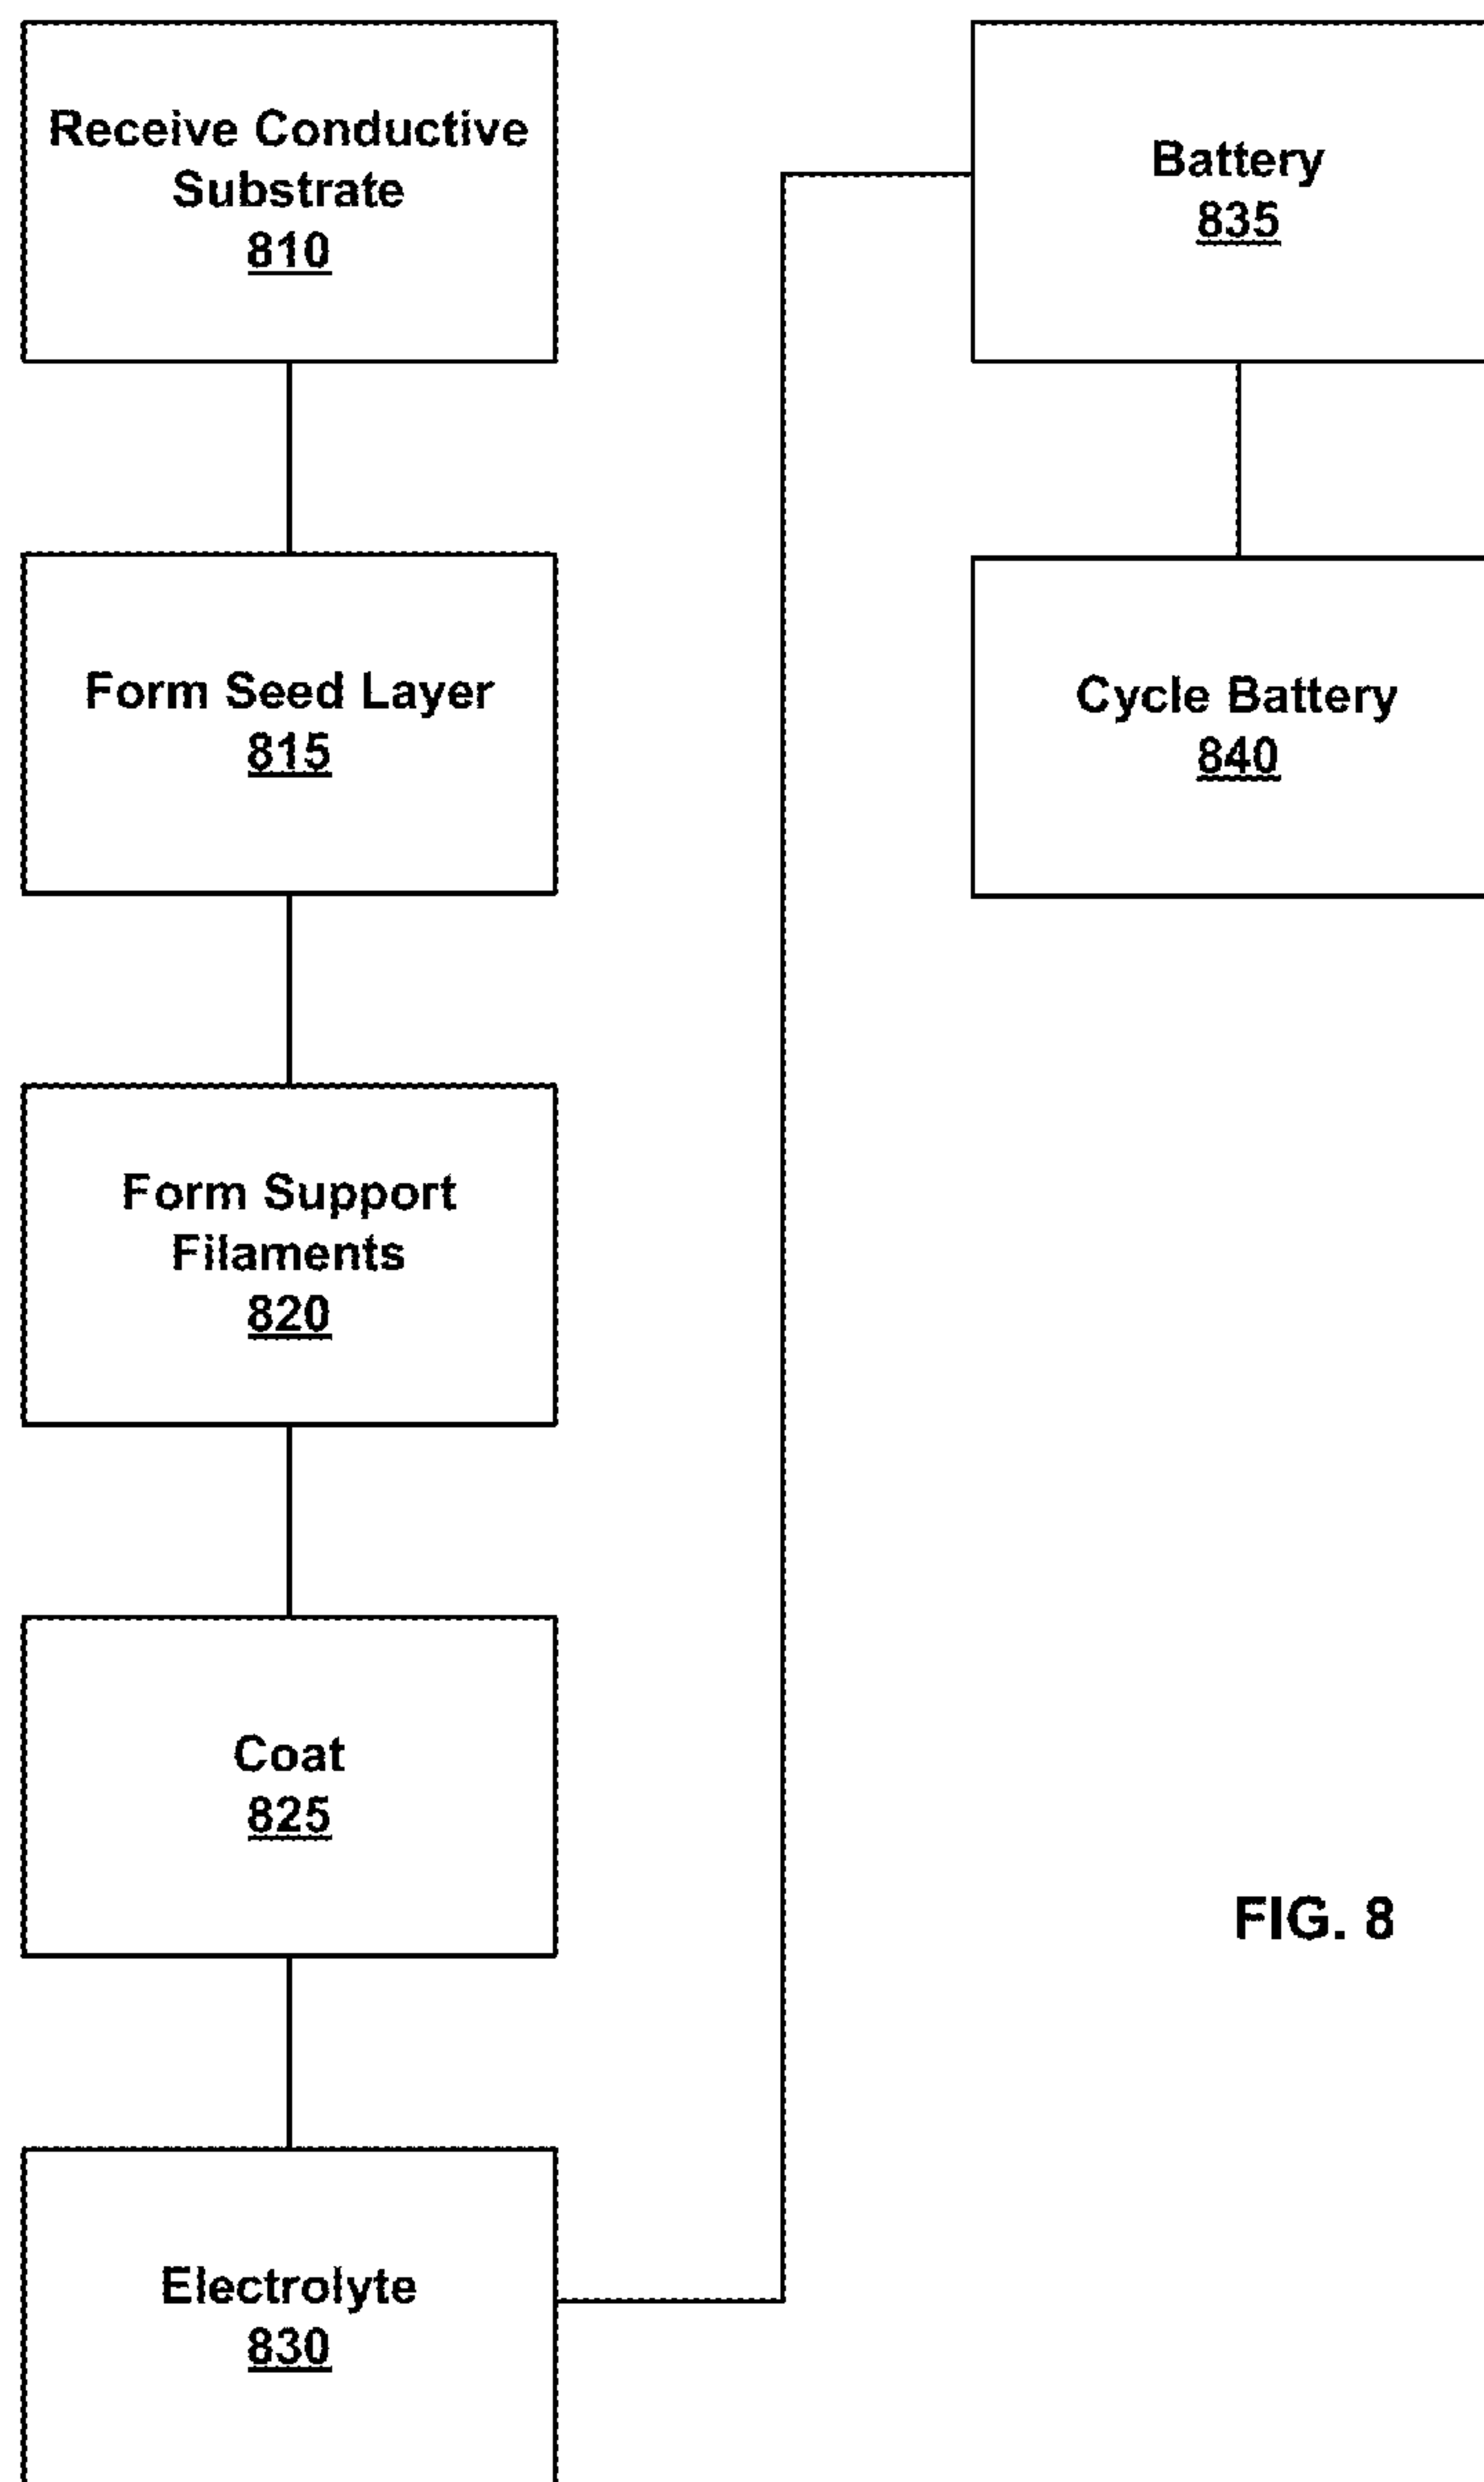 Receive Conductive
Substrate
810
Form Seed Layer
815
Form Support
Filaments
820
Coat
825
Electrolyte
830
Battery
835
Cycle Battery
840
FIG. 8